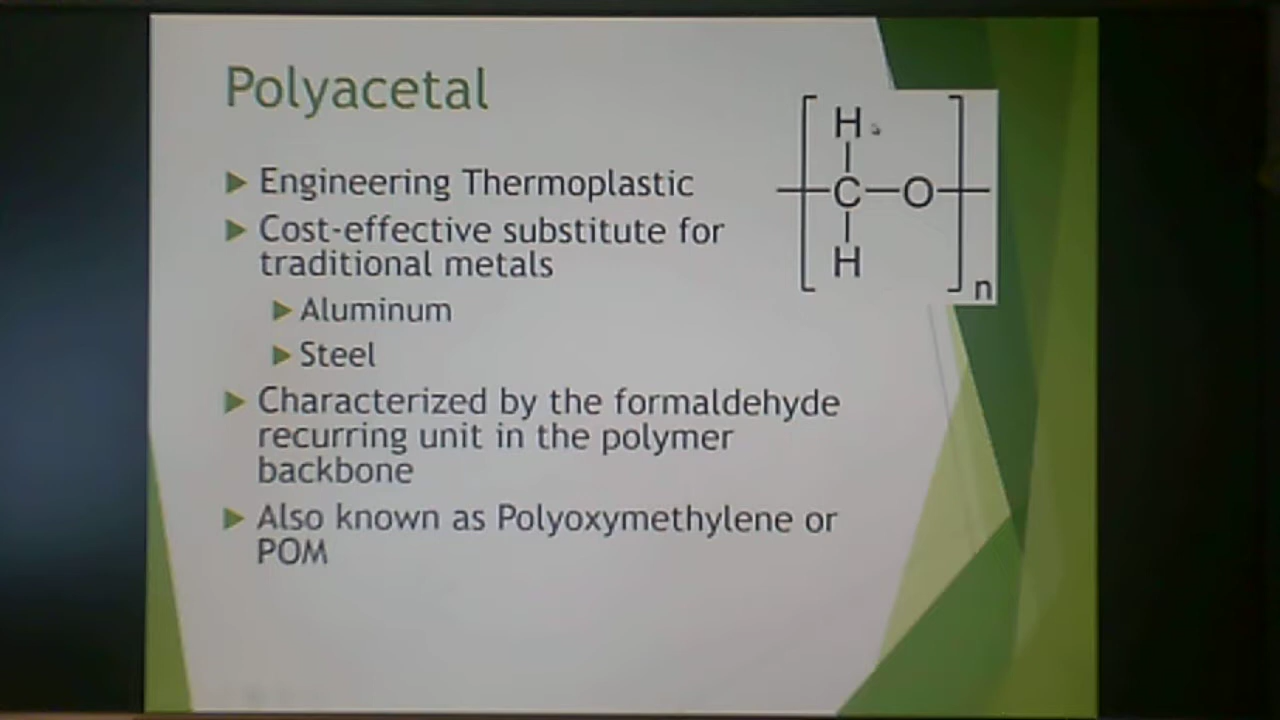 Polyacetal
Engineering Thermoplastic
Cost-effective substitute for
traditional metals
Aluminum
Steel
Characterized by the formaldehyde
recurring unit in the polymer
backbone
Also known as Polyoxymethylene or
POM
H
C O
H
n